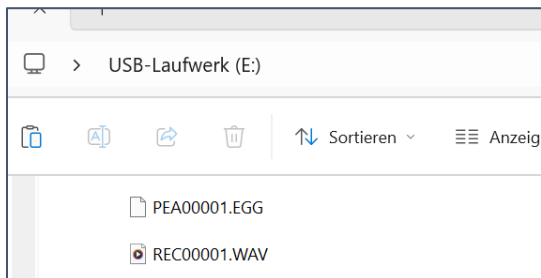 USB-Laufwerk (E:)
Sortieren
Anzeig
PEA00001.EGG
REC00001.WAV